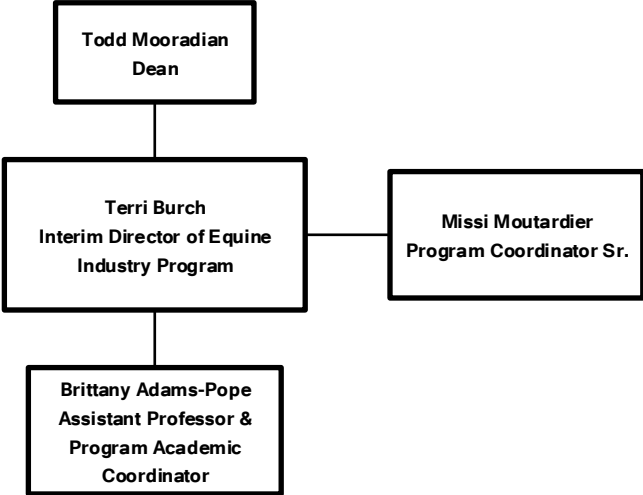 Todd Mooradian
Dean
Terri Burch
Interim Director of Equine
Industry Program
Missi Moutardier
Program Coordinator Sr.
Brittany Adams-Pope
Assistant Professor &
Program Academic
Coordinator